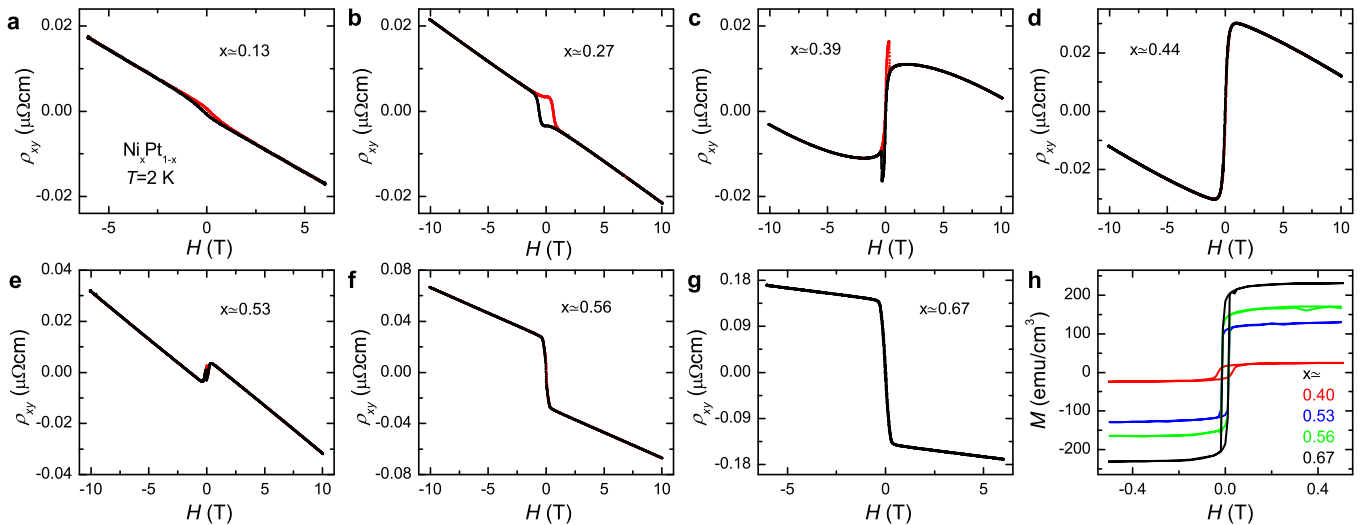 a
0.02
0.00
-0.02
ρxy (μΩcm)
x≃0.13
NixPt1-x
T=2 K
-5 0 5
H (T)
b
0.02
0.00
-0.02
ρxy (μΩcm)
x≃0.27
-10 -5 0 5 10
H (T)
c
0.02
0.00
-0.02
ρxy (μΩcm)
x≃0.39
-10 -5 0 5 10
H (T)
d
0.02
0.00
-0.02
ρxy (μΩcm)
x≃0.44
-10 -5 0 5 10
H (T)
e
0.04
0.02
0.00
-0.02
-0.04
ρxy (μΩcm)
x≃0.53
-10 -5 0 5 10
H (T)
f
0.08
0.04
0.00
-0.04
-0.08
ρxy (μΩcm)
x≃0.56
-10 -5 0 5 10
H (T)
g
0.18
0.09
0.00
-0.09
-0.18
ρxy (μΩcm)
x≃0.67
-5 0 5
H (T)
h
200
100
0
-100
-200
M (emu/cm3)
x≃
0.40
0.53
0.56
0.67
-0.4 0.0 0.4
H (T)